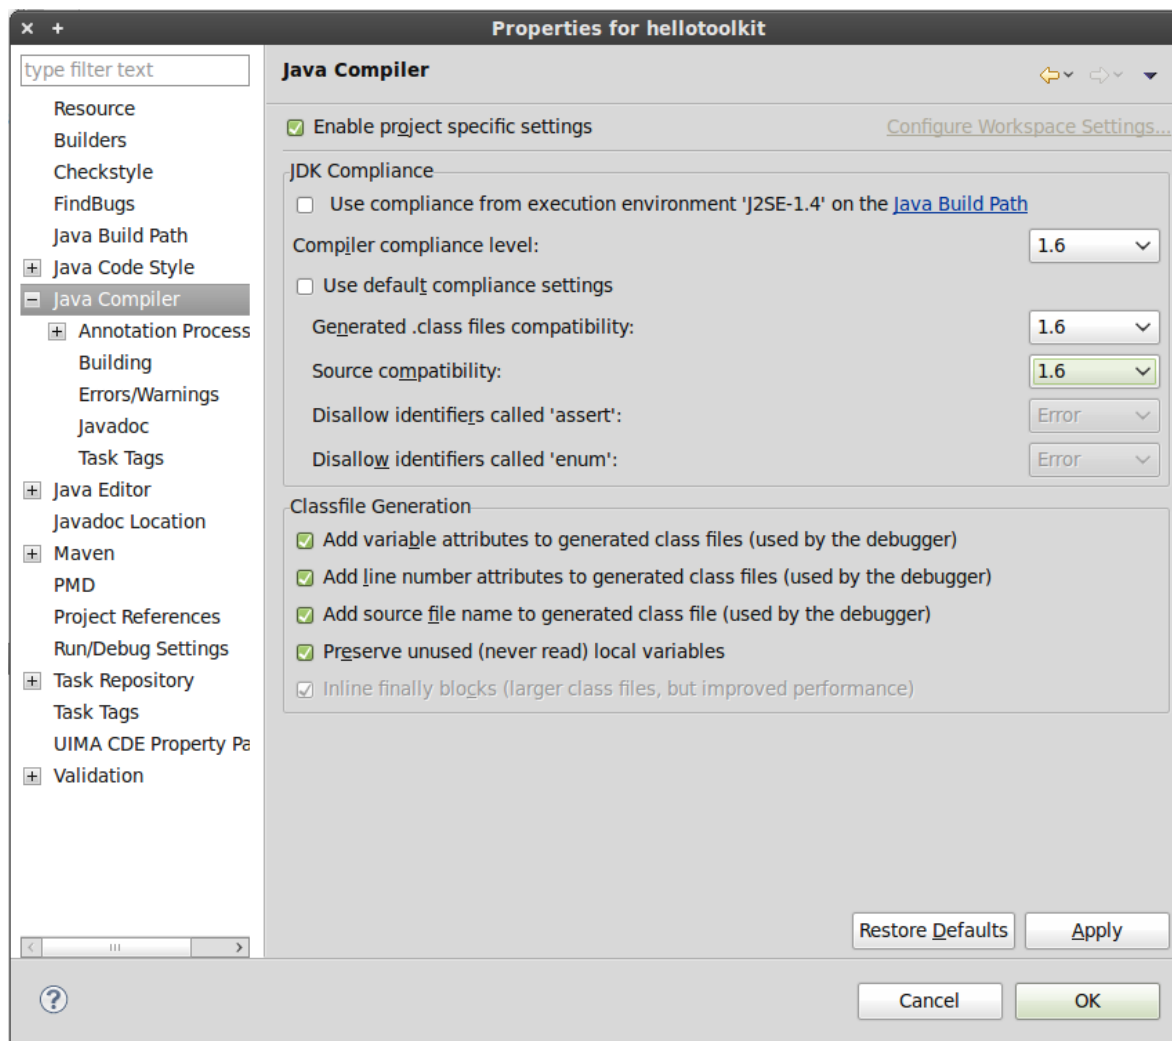 Properties for hellotoolkit
type filter text
Resource
Builders
Checkstyle
FindBugs
Java Build Path
Java Code Style
Java Compiler
Annotation Process
Building
Errors/Warnings
Javadoc
Task Tags
Java Editor
Javadoc Location
Maven
PMD
Project References
Run/Debug Settings
Task Repository
Task Tags
UIMA CDE Property Pa
Validation
Java Compiler
Enable project specific settings
Configure Workspace Settings...
JDK Compliance
Use compliance from execution environment 'J2SE-1.4' on the Java Build Path
Compiler compliance level: 1.6
Use default compliance settings
Generated .class files compatibility: 1.6
Source compatibility: 1.6
Disallow identifiers called 'assert': Error
Disallow identifiers called 'enum': Error
Classfile Generation
Add variable attributes to generated class files (used by the debugger)
Add line number attributes to generated class files (used by the debugger)
Add source file name to generated class file (used by the debugger)
Preserve unused (never read) local variables
Inline finally blocks (larger class files, but improved performance)
Restore Defaults
Apply
Cancel
OK